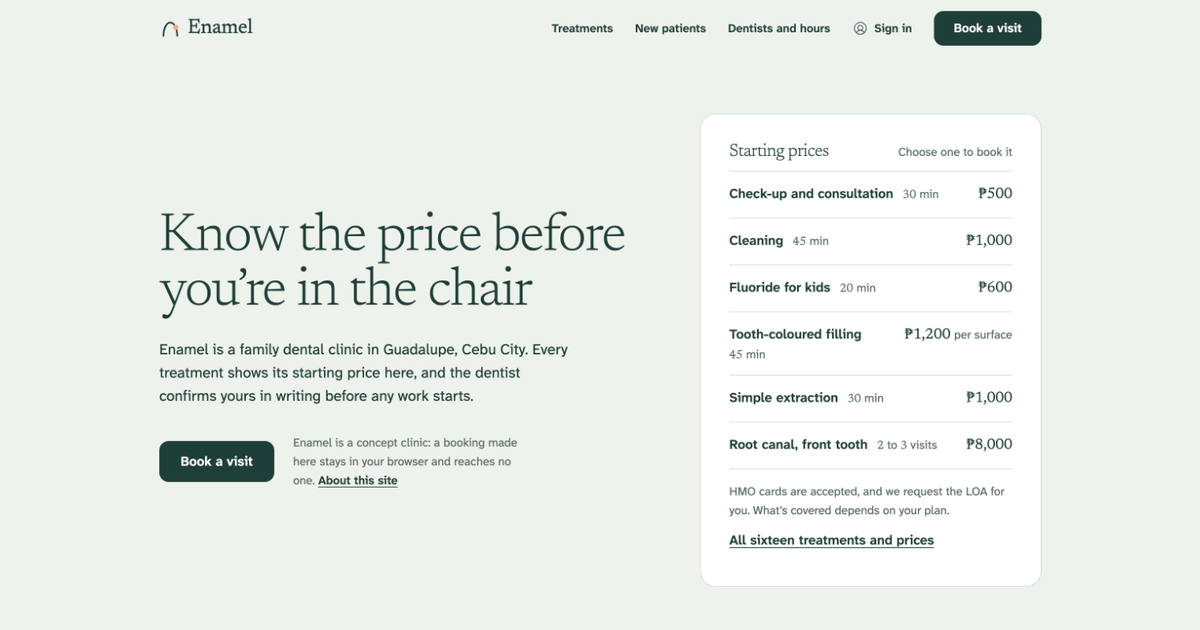 Enamel
Treatments
New patients
Dentists and hours
Sign in
Book a visit
Know the price before
you’re in the chair
Enamel is a family dental clinic in Guadalupe, Cebu City. Every
treatment shows its starting price here, and the dentist
confirms yours in writing before any work starts.
Book a visit
Enamel is a concept clinic: a booking made
here stays in your browser and reaches no
one. About this site
Starting prices
Choose one to book it
Check-up and consultation 30 min ₱500
Cleaning 45 min ₱1,000
Fluoride for kids 20 min ₱600
Tooth-coloured filling ₱1,200 per surface
45 min
Simple extraction 30 min ₱1,000
Root canal, front tooth 2 to 3 visits ₱8,000
HMO cards are accepted, and we request the LOA for
you. What’s covered depends on your plan.
All sixteen treatments and prices